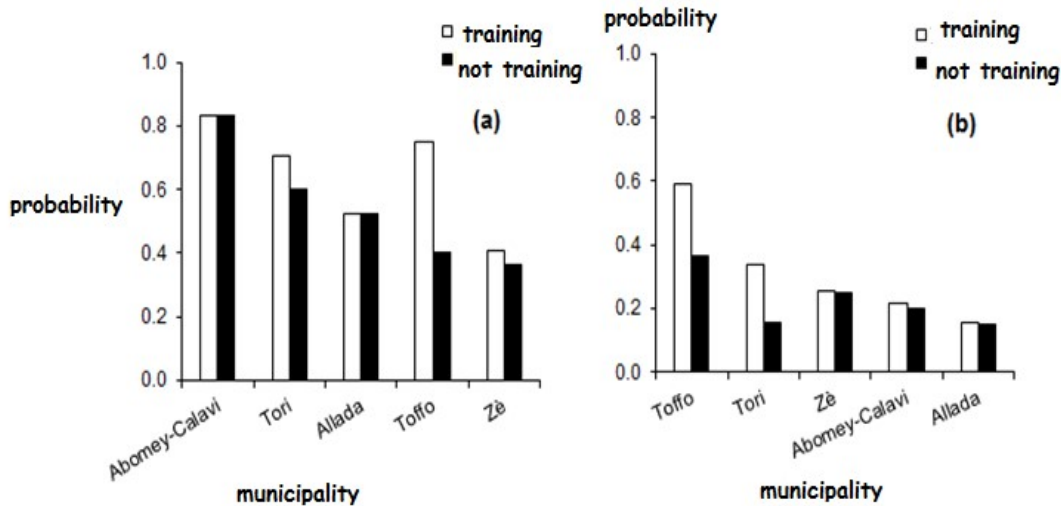 training
not training
(a)
probability
1.0
0.8
0.6
0.4
0.2
0.0
Abomey-Calavi
Tori
Allada
Toffo
Zè
municipality
probability
training
not training
(b)
1.0
0.8
0.6
0.4
0.2
0.0
Toffo
Tori
Zè
Abomey-Calavi
Allada
municipality